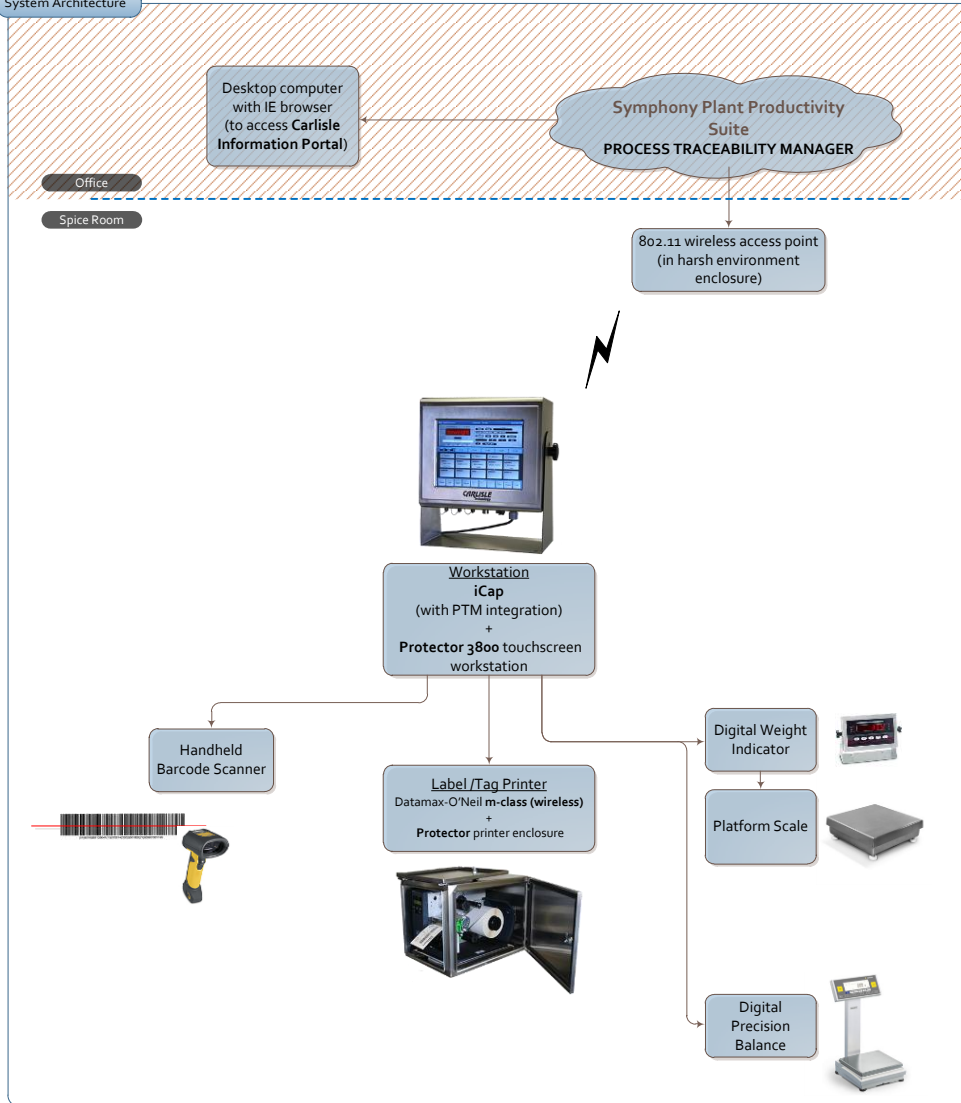 System Architecture
Desktop computer
with IE browser
(to access Carlisle
Information Portal)
Symphony Plant Productivity
Suite
PROCESS TRACEABILITY MANAGER
Office
Spice Room
802.11 wireless access point
(in harsh environment
enclosure)
CARLISLE
Workstation
iCap
(with PTM integration)
+
Protector 3800 touchscreen
workstation
Handheld
Barcode Scanner
Label /Tag Printer
Datamax-O'Neil m-class (wireless)
+
Protector printer enclosure
Digital Weight
Indicator
Platform Scale
Digital
Precision
Balance